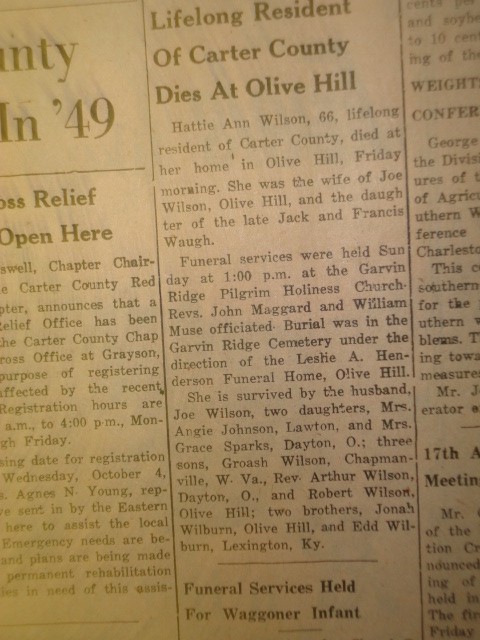 unty
In '49
oss Relief
Open Here
swell, Chapter Chair-
e Carter County Red
pter, announces that a
elief Office has been
the Carter County Chap
ross Office at Grayson,
purpose of registering
affected by the recent
Registration hours are
a.m., to 4:00 p.m., Mon-
gh Friday.
sing date for registration
Wednesday, October 4,
s. Agnes N. Young, rep-
ve sent in by the Eastern
here to assist the local
Emergency needs are be-
and plans are being made
permanent rehabilitation
ies in need of this assis-
Lifelong Resident
Of Carter County
Dies At Olive Hill
Hattie Ann Wilson, 66, lifelong
resident of Carter County, died at
her home in Olive Hill, Friday
morning. She was the wife of Joe
Wilson, Olive Hill, and the daugh
ter of the late Jack and Francis
Waugh.
Funeral services were held Sun
day at 1:00 p.m. at the Garvin
Ridge Pilgrim Holiness Church.
Revs. John Maggard and William
Muse officiated. Burial was in the
Garvin Ridge Cemetery under the
direction of the Leslie A. Hen-
derson Funeral Home, Olive Hill.
She is survived by the husband,
Joe Wilson, two daughters, Mrs.
Angie Johnson, Lawton, and Mrs.
Grace Sparks, Dayton, O.; three
sons, Groash Wilson, Chapman-
ville, W. Va., Rev. Arthur Wilson,
Dayton, O., and Robert Wilson,
Olive Hill; two brothers, Jonah
Wilburn, Olive Hill, and Edd Wil-
burn, Lexington, Ky.
Funeral Services Held
For Waggoner Infant
cents per
and soybe
to 10 cent
ing of the
WEIGHT
CONFER
George
the Divisi
ures of t
of Agricu
uthern W
ference
Charlesto
This co
southern
for the
uthern w
blems. T
ing towa
measures
Mr. J
erator e
17th A
Meetin
Mr. C
of the
tion Cr
nounced
ing of
held in
The fir
Friday